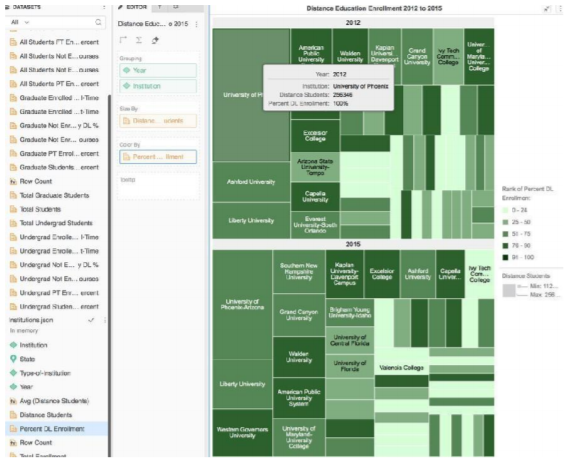 DATASETS
All
All Students PT En... ercent
All Students Not E... ourses
All Students Not E... ourses
All Students PT En... ercent
Graduate Enrolled ... t-Time
Graduate Enrolled ... t-Time
Graduate Not Enr... y DL %
Graduate Not Enr... ourses
Graduate PT Enrol... ercent
Graduate Students... ercent
Row Count
Total Graduate Students
Total Students
Total Undergrad Students
Undergrad Enrolle... t-Time
Undergrad Enrolle... t-Time
Undergrad Not E... y DL %
Undergrad Not En... ourses
Undergrad PT Enr... ercent
Undergrad Studen... ercent
institutions.json
In memory
Institution
State
Type-of-Institution
Year
Avg (Distance Students)
Distance Students
Percent DL Enrollment
Row Count
Total Enrollment
EDITOR
Distance Educ... o 2015
Grouping
Year
Institution
Size By
Distanc... udents
Color By
Percent ... llment
Distance Education Enrollment 2012 to 2015
2012
American Public University
Walden University
Kaplan Univers... Davenport
Grand Canyon University
Ivy Tech Comm... College
Univer... of Maryla... Univer... College
University of Ph
Year: 2012
Institution: University of Phoenix
Distance Students: 256346
Percent DL Enrollment: 100%
Excelsior College
Arizona State University-Tempe
Ashford University
Capella University
Liberty University
Everest University-South Orlando
2015
University of Phoenix-Arizona
Southern New Hampshire University
Kaplan University-Davenport Campus
Excelsior College
Ashford University
Capella Univer...
Ivy Tech Com... College
Grand Canyon University
Brigham Young University-Idaho
University of Central Florida
Walden University
University of Florida
Valencia College
Liberty University
American Public University System
Western Governors University
University of Maryland-University College
Rank of Percent DL Enrollment
0 - 25
25 - 50
51 - 75
76 - 90
91 - 100
Distance Students
Min: 112...
Max: 256...